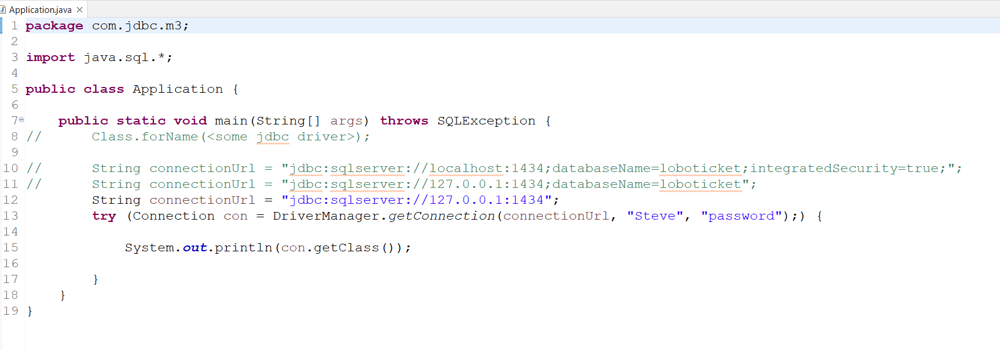 Application.java
1 package com.jdbc.m3;
2
3 import java.sql.*;
4
5 public class Application {
6
7     public static void main(String[] args) throws SQLException {
8 //      Class.forName(<some jdbc driver>);
9
10 //      String connectionUrl = "jdbc:sqlserver://localhost:1434;databaseName=loboticket;integratedSecurity=true;";
11 //      String connectionUrl = "jdbc:sqlserver://127.0.0.1:1434;databaseName=loboticket";
12         String connectionUrl = "jdbc:sqlserver://127.0.0.1:1434";
13         try (Connection con = DriverManager.getConnection(connectionUrl, "Steve", "password");) {
14
15             System.out.println(con.getClass());
16
17         }
18     }
19 }